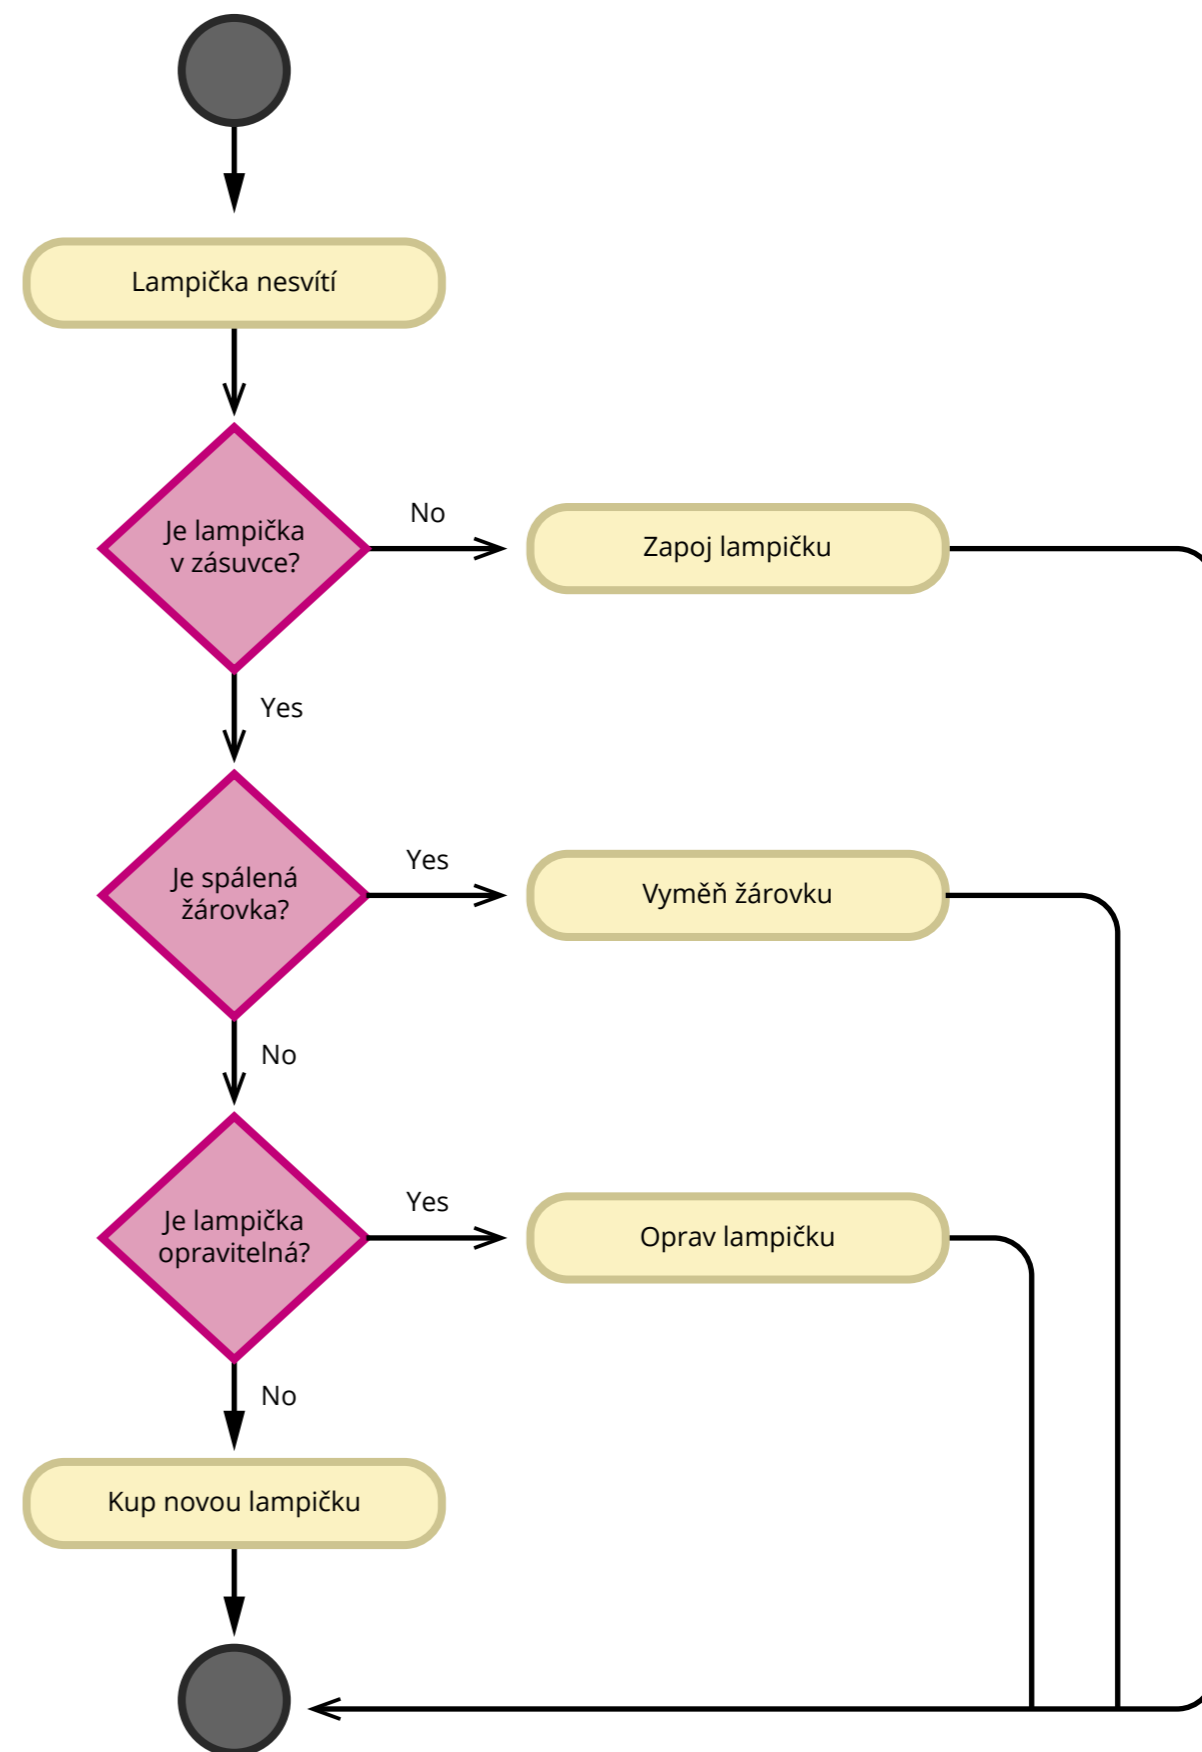 Lampička nesvítí
Je lampička
v zásuvce?
No
Zapoj lampičku
Yes
Je spálená
žárovka?
Yes
Vyměň žárovku
No
Je lampička
opravitelná?
Yes
Oprav lampičku
No
Kup novou lampičku